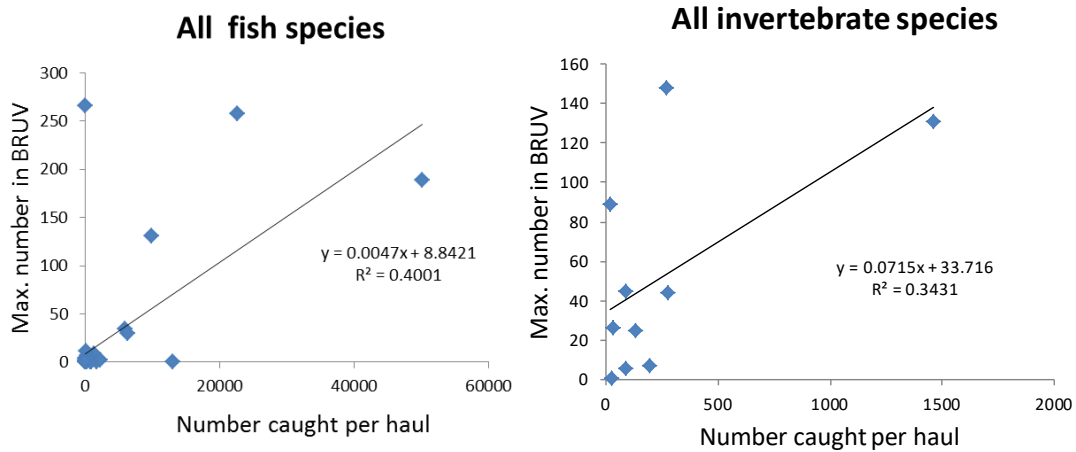 All fish species
Max. number in BRUV
300
250
200
150
100
50
0
y = 0.0047x + 8.8421
R² = 0.4001
0 20000 40000 60000
Number caught per haul
All invertebrate species
Max. number in BRUV
160
140
120
100
80
60
40
20
0
y = 0.0715x + 33.716
R² = 0.3431
0 500 1000 1500 2000
Number caught per haul